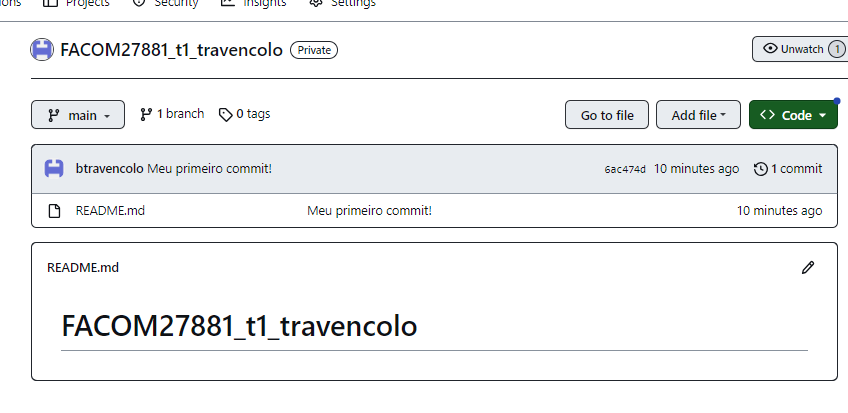 ons Projects Security Insights Settings
FACOM27881_t1_travencolo Private Unwatch 1
main 1 branch 0 tags Go to file Add file Code
btravencolo Meu primeiro commit! 6ac474d 10 minutes ago 1 commit
README.md Meu primeiro commit! 10 minutes ago
README.md
FACOM27881_t1_travencolo